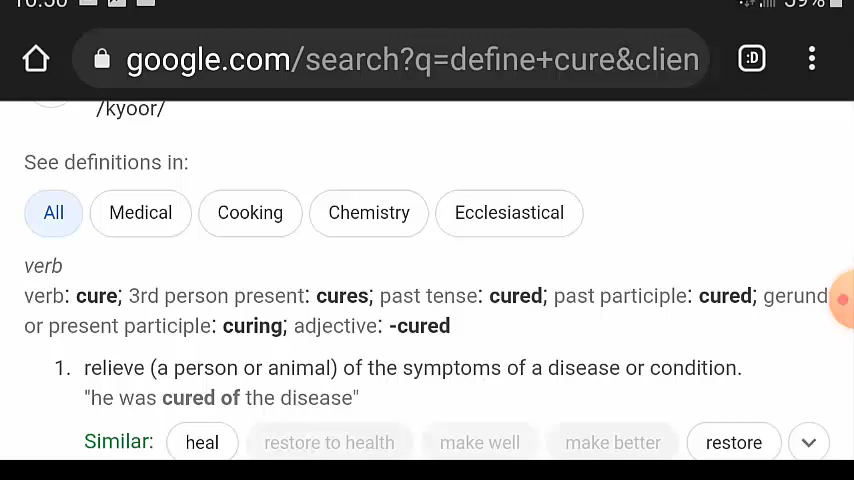 10:50 59%
google.com/search?q=define+cure&clien :D
/kyoor/
See definitions in:
All Medical Cooking Chemistry Ecclesiastical
verb
verb: cure; 3rd person present: cures; past tense: cured; past participle: cured; gerund
or present participle: curing; adjective: -cured
1. relieve (a person or animal) of the symptoms of a disease or condition.
"he was cured of the disease"
Similar: heal restore to health make well make better restore